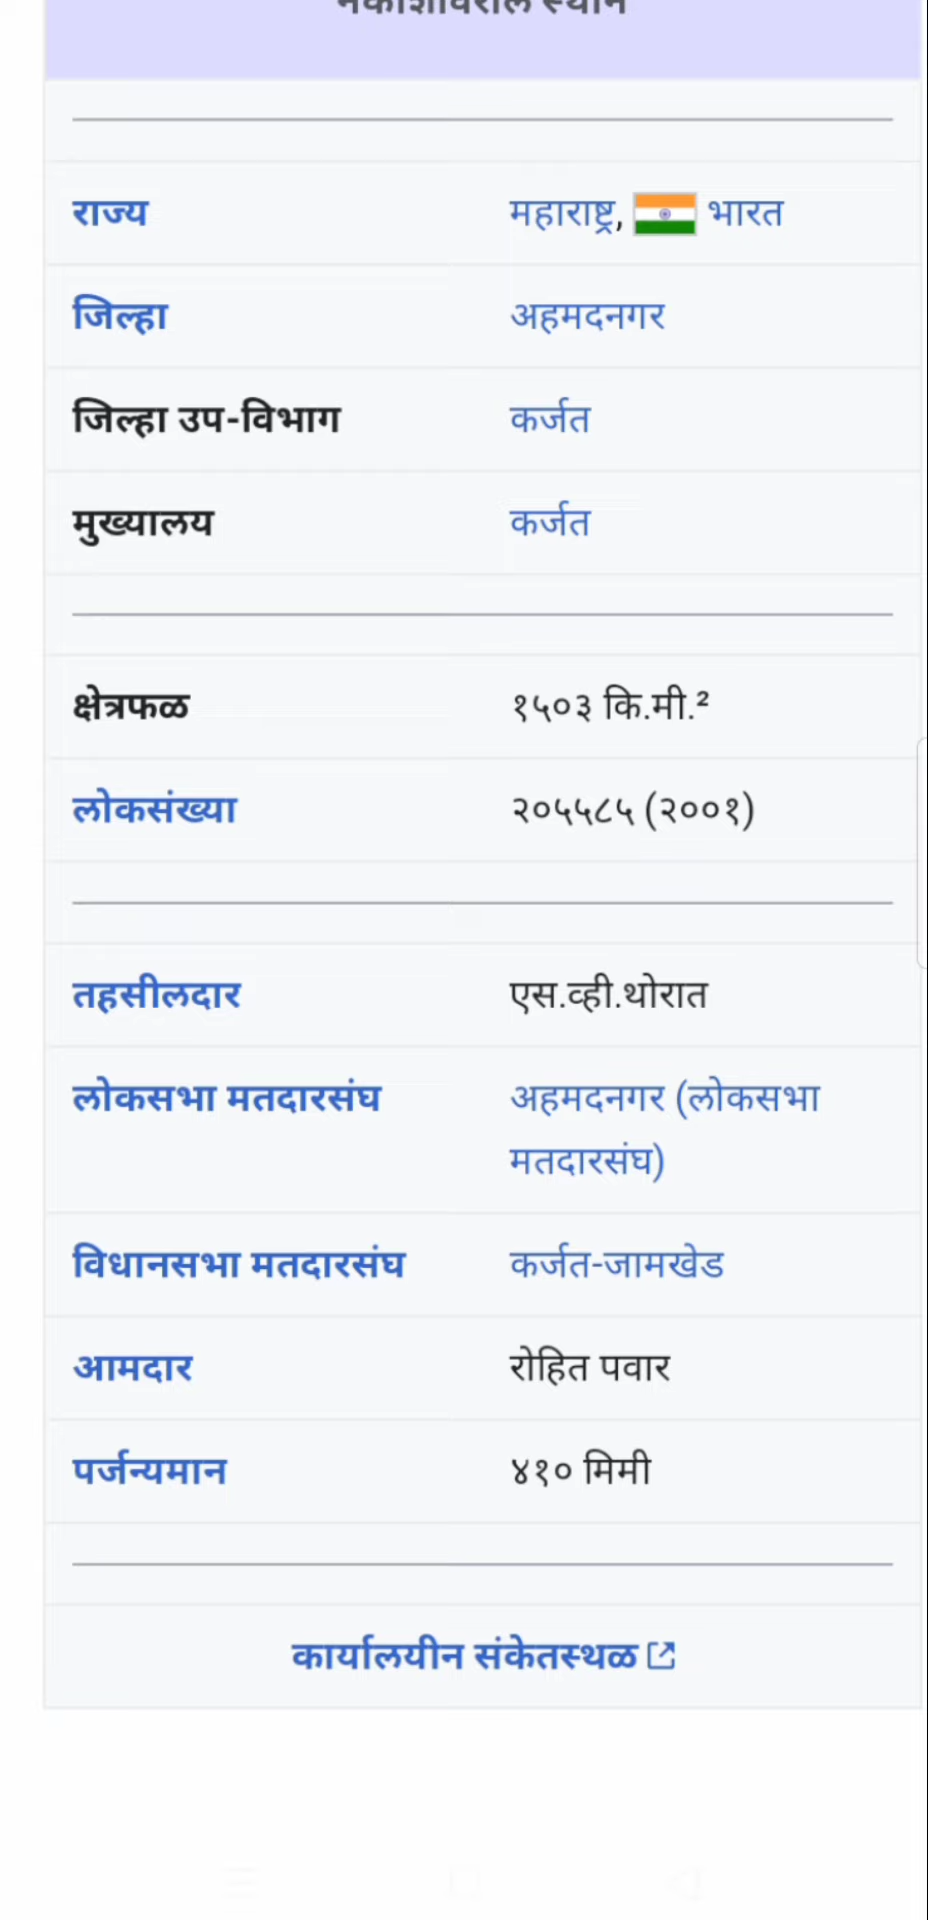 नकाशावरील स्थान
राज्य महाराष्ट्र, भारत
जिल्हा अहमदनगर
जिल्हा उप-विभाग कर्जत
मुख्यालय कर्जत
क्षेत्रफळ १५०३ कि.मी.²
लोकसंख्या २०५५८५ (२००१)
तहसीलदार एस.व्ही.थोरात
लोकसभा मतदारसंघ अहमदनगर (लोकसभा
मतदारसंघ)
विधानसभा मतदारसंघ कर्जत-जामखेड
आमदार रोहित पवार
पर्जन्यमान ४१० मिमी
कार्यालयीन संकेतस्थळ